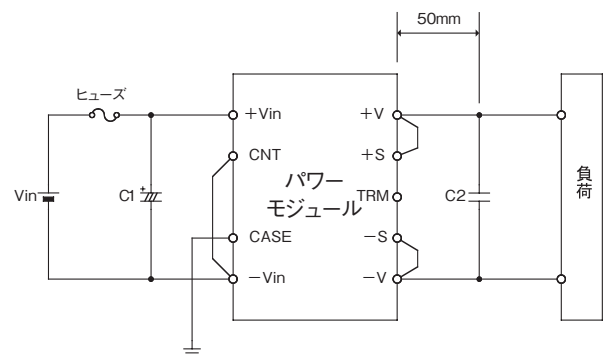 50mm
ヒューズ
+Vin
+V
CNT
+S
パワー
モジュール
TRM
Vin
C1
+
C2
負荷
CASE
−S
−Vin
−V